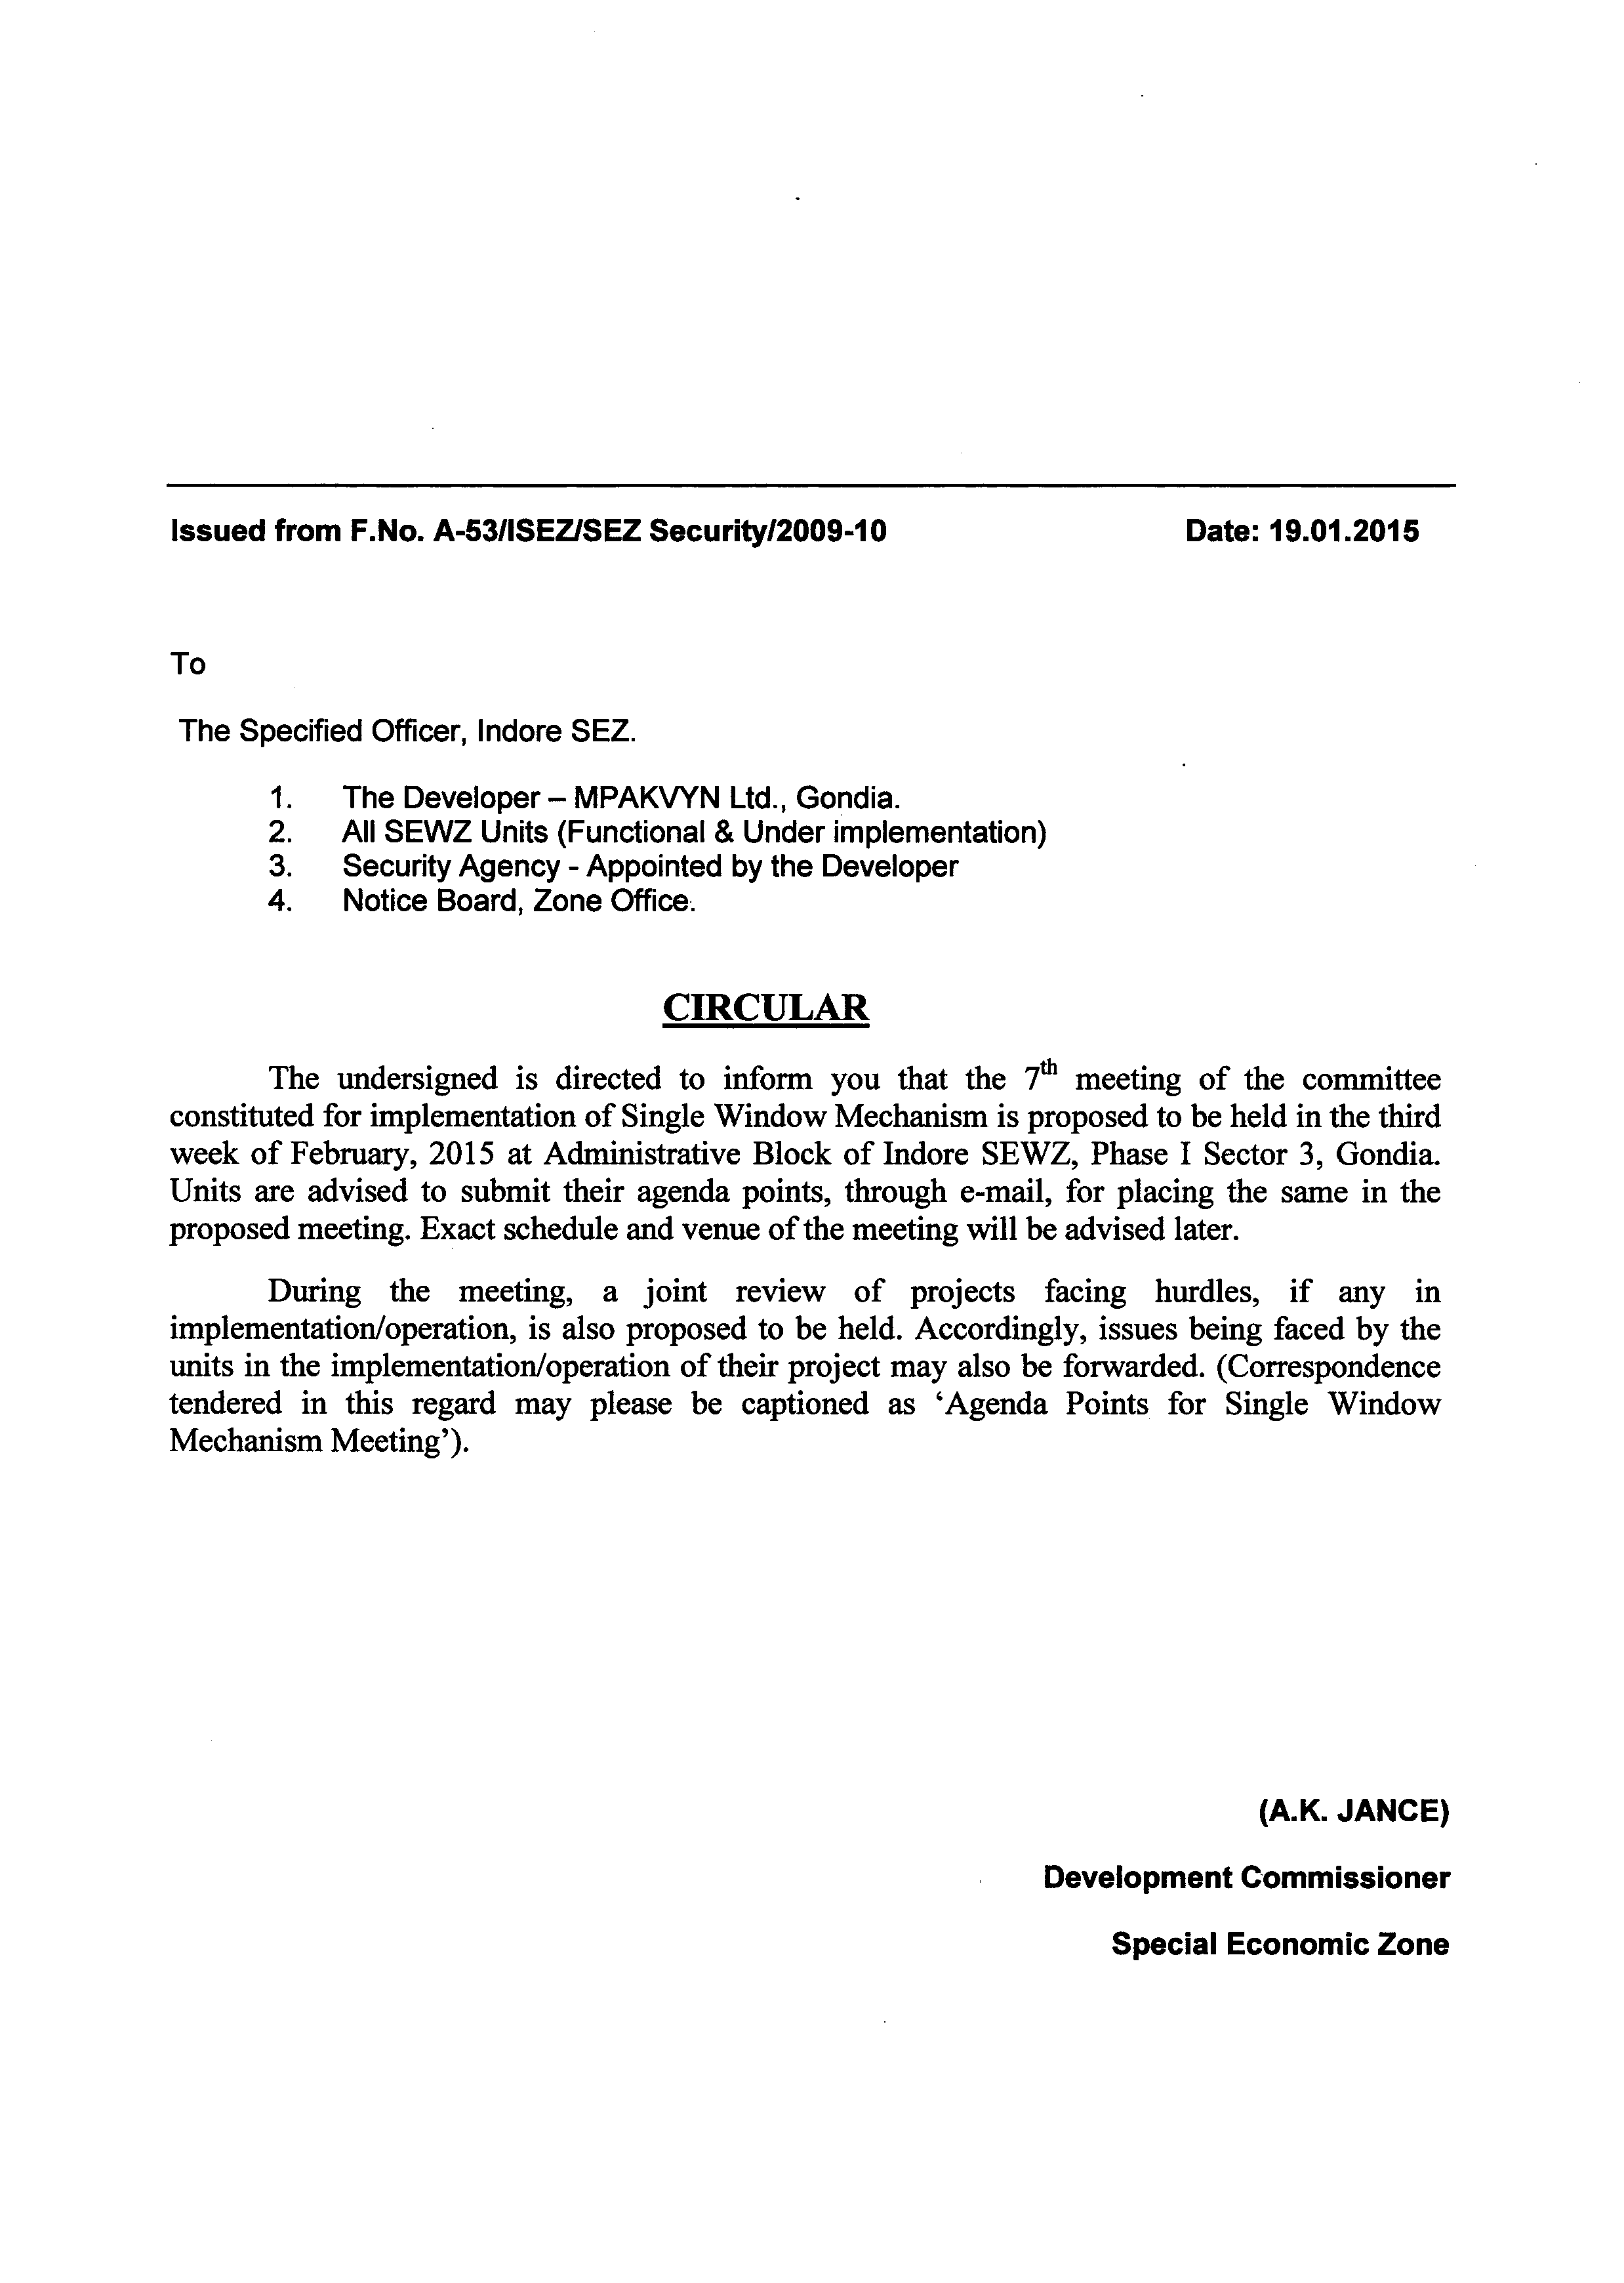 Issued from F.No. A-53/ISEZ/SEZ Security/2009-10 Date: 19.01.2015
To
The Specified Officer, Indore SEZ.
1. The Developer – MPAKVYN Ltd., Gondia.
2. All SEWZ Units (Functional & Under implementation)
3. Security Agency - Appointed by the Developer
4. Notice Board, Zone Office.
CIRCULAR
The undersigned is directed to inform you that the 7th meeting of the committee
constituted for implementation of Single Window Mechanism is proposed to be held in the third
week of February, 2015 at Administrative Block of Indore SEWZ, Phase I Sector 3, Gondia.
Units are advised to submit their agenda points, through e-mail, for placing the same in the
proposed meeting. Exact schedule and venue of the meeting will be advised later.
During the meeting, a joint review of projects facing hurdles, if any in
implementation/operation, is also proposed to be held. Accordingly, issues being faced by the
units in the implementation/operation of their project may also be forwarded. (Correspondence
tendered in this regard may please be captioned as ‘Agenda Points for Single Window
Mechanism Meeting’).
(A.K. JANCE)
Development Commissioner
Special Economic Zone